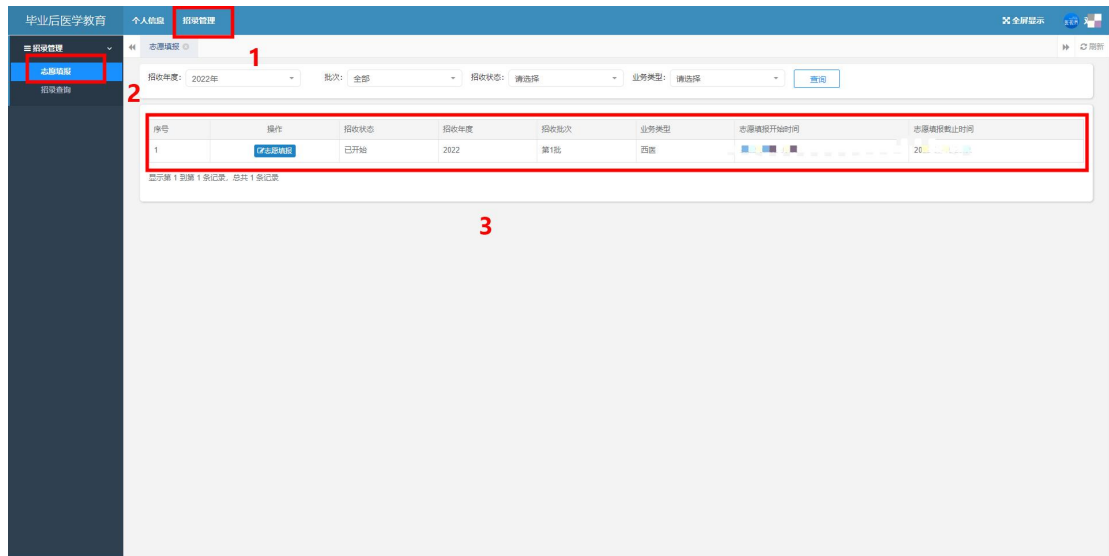 毕业后医学教育 个人信息 招录管理 全屏显示
招录管理 志愿填报 刷新
1
志愿填报
招录查询
2
招收年度: 2022年 批次: 全部 招收状态: 请选择 业务类型: 请选择 查询
序号 操作 招收状态 招收年度 招收批次 业务类型 志愿填报开始时间 志愿填报截止时间
1 志愿填报 已开始 2022 第1批 西医 20
显示第 1 到第 1 条记录，总共 1 条记录
3